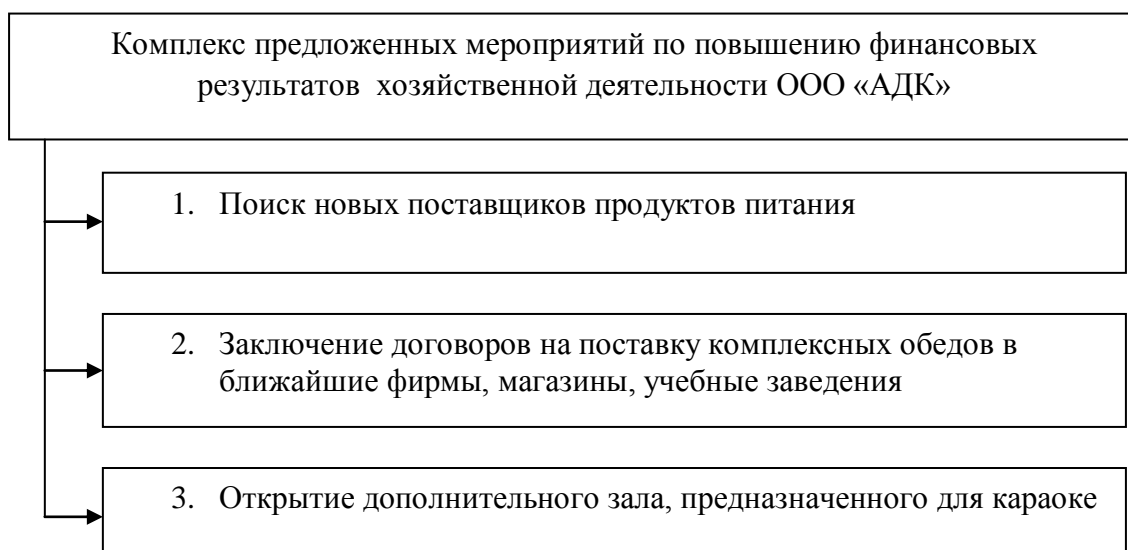 Комплекс предложенных мероприятий по повышению финансовых
результатов хозяйственной деятельности ООО «АДК»
1. Поиск новых поставщиков продуктов питания
2. Заключение договоров на поставку комплексных обедов в
ближайшие фирмы, магазины, учебные заведения
3. Открытие дополнительного зала, предназначенного для караоке